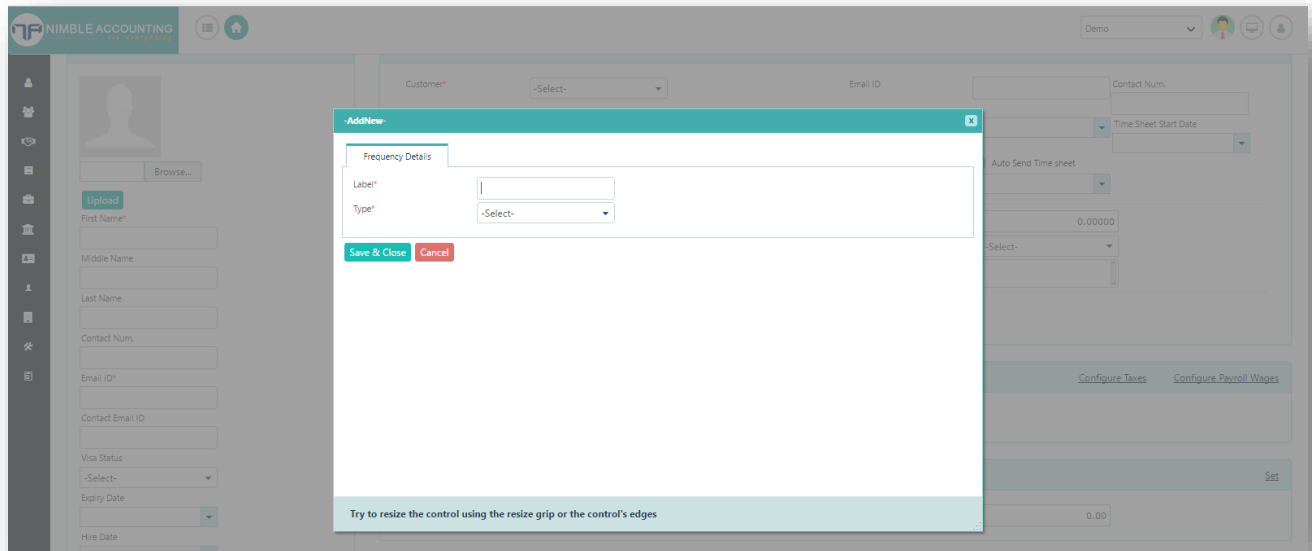 NIMBLE ACCOUNTING
Demo
Customer*
-Select-
Email ID
Contact Num.
Time Sheet Start Date
Auto Send Time sheet
0.00000
-Select-
Browse...
Upload
First Name*
Middle Name
Last Name
Contact Num.
Email ID*
Contact Email ID
Visa Status
-Select-
Expiry Date
Hire Date
-AddNew-
x
Frequency Details
Label*
Type*
-Select-
Save & Close
Cancel
Try to resize the control using the resize grip or the control's edges
Configure Taxes
Configure Payroll Wages
Set
0.00